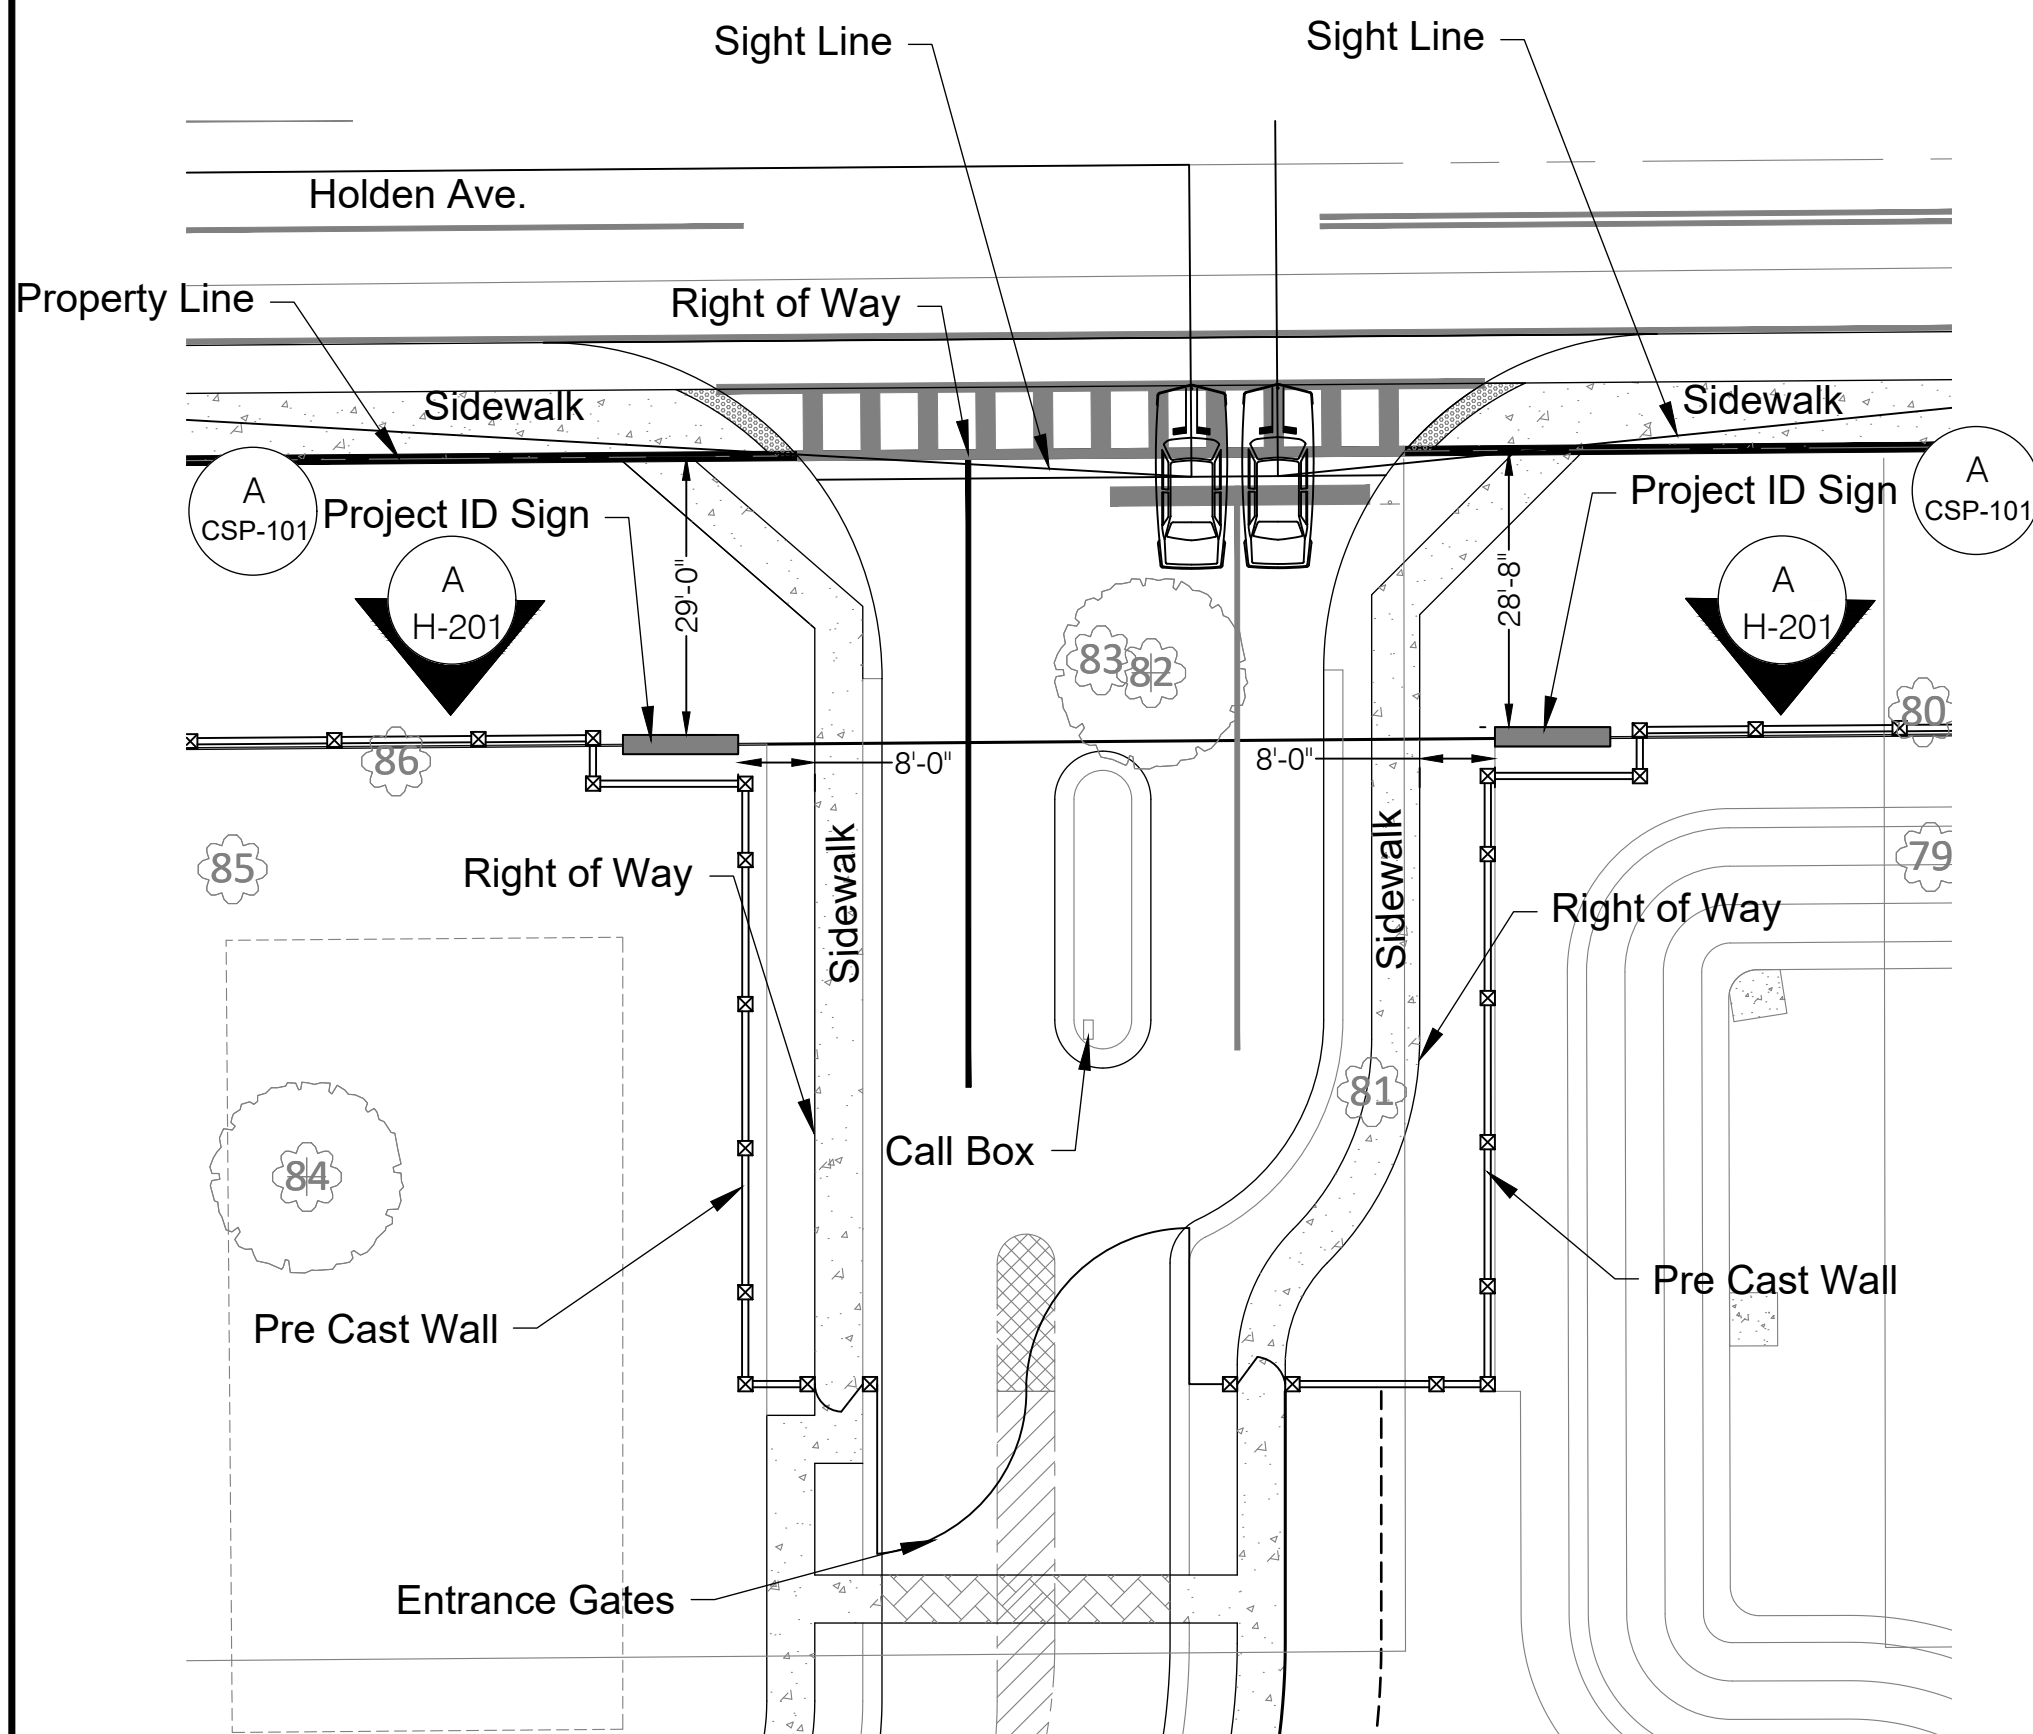 Sight Line
Sight Line
Holden Ave.
Property Line
Right of Way
Sidewalk
Sidewalk
A
CSP-101
Project ID Sign
Project ID Sign
A
CSP-101
A
H-201
29'-0"
28'-8"
A
H-201
83
82
80
86
8'-0"
8'-0"
85
Right of Way
Sidewalk
Sidewalk
Right of Way
79
84
81
Call Box
Pre Cast Wall
Pre Cast Wall
Entrance Gates